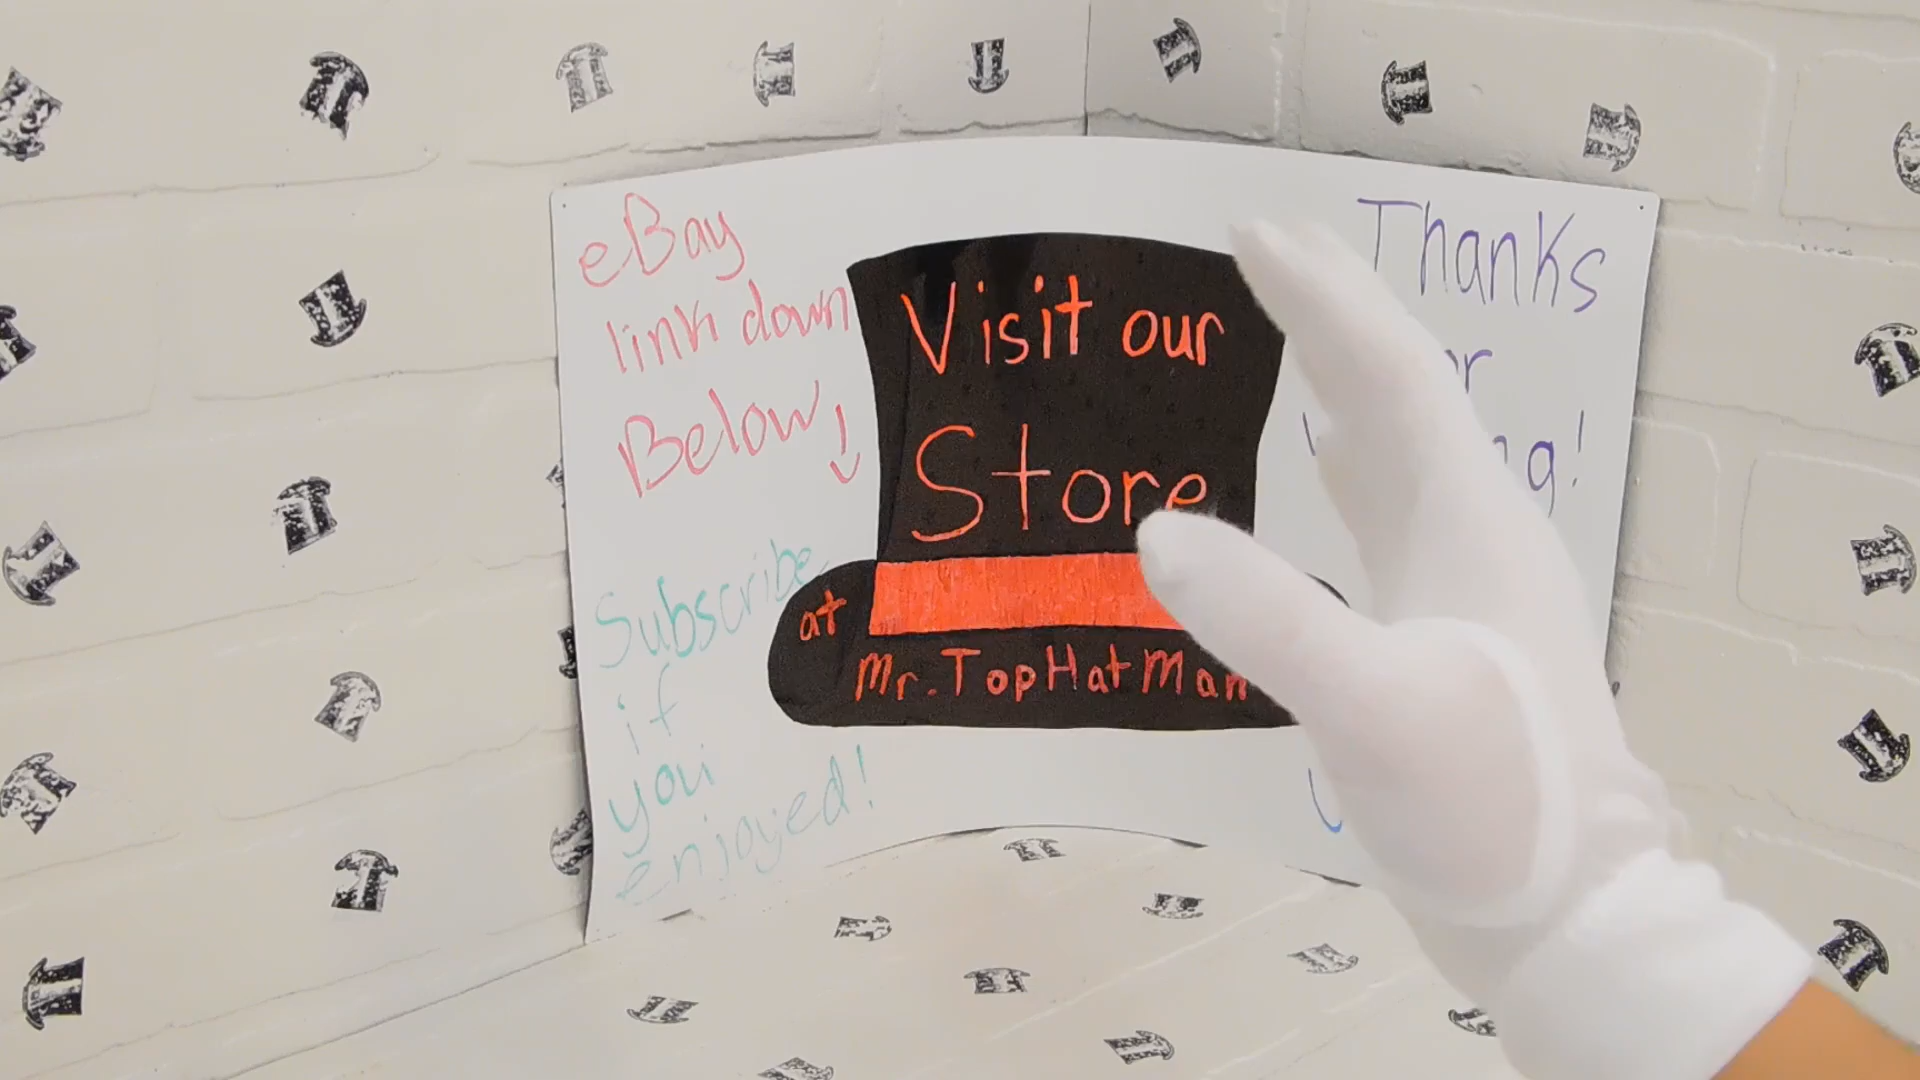 eBay
link down
Below
Subscribe
if
you
enjoyed!
Visit our
Store
at
Mr. TopHatMan
Thanks